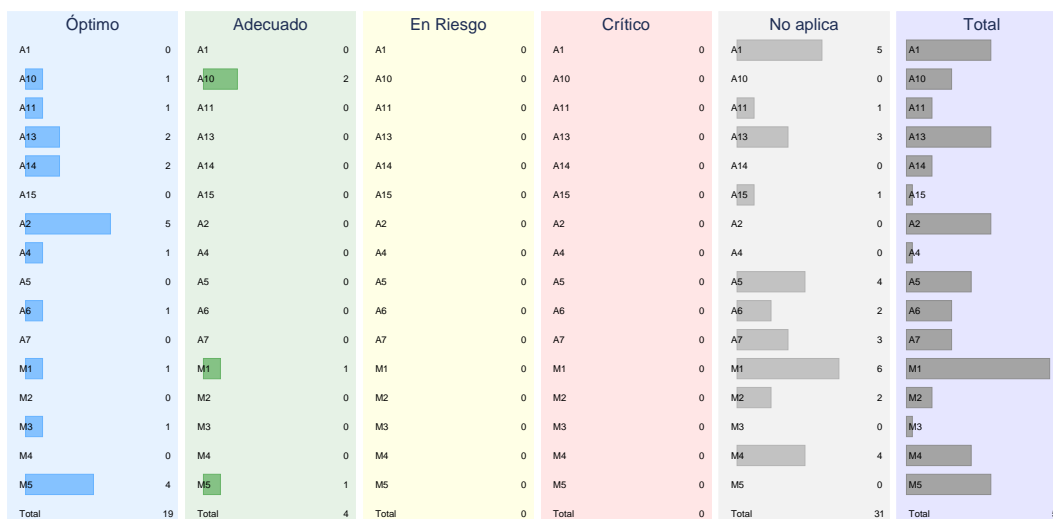 Óptimo Adecuado En Riesgo Crítico No aplica Total
A1 0 A1 0 A1 0 A1 0 A1 5 A1
A10 1 A10 2 A10 0 A10 0 A10 0 A10
A11 1 A11 0 A11 0 A11 0 A11 1 A11
A13 2 A13 0 A13 0 A13 0 A13 3 A13
A14 2 A14 0 A14 0 A14 0 A14 0 A14
A15 0 A15 0 A15 0 A15 0 A15 1 A15
A2 5 A2 0 A2 0 A2 0 A2 0 A2
A4 1 A4 0 A4 0 A4 0 A4 0 A4
A5 0 A5 0 A5 0 A5 0 A5 4 A5
A6 1 A6 0 A6 0 A6 0 A6 2 A6
A7 0 A7 0 A7 0 A7 0 A7 3 A7
M1 1 M1 1 M1 0 M1 0 M1 6 M1
M2 0 M2 0 M2 0 M2 0 M2 2 M2
M3 1 M3 0 M3 0 M3 0 M3 0 M3
M4 0 M4 0 M4 0 M4 0 M4 4 M4
M5 4 M5 1 M5 0 M5 0 M5 0 M5
Total 19 Total 4 Total 0 Total 0 Total 31 Total